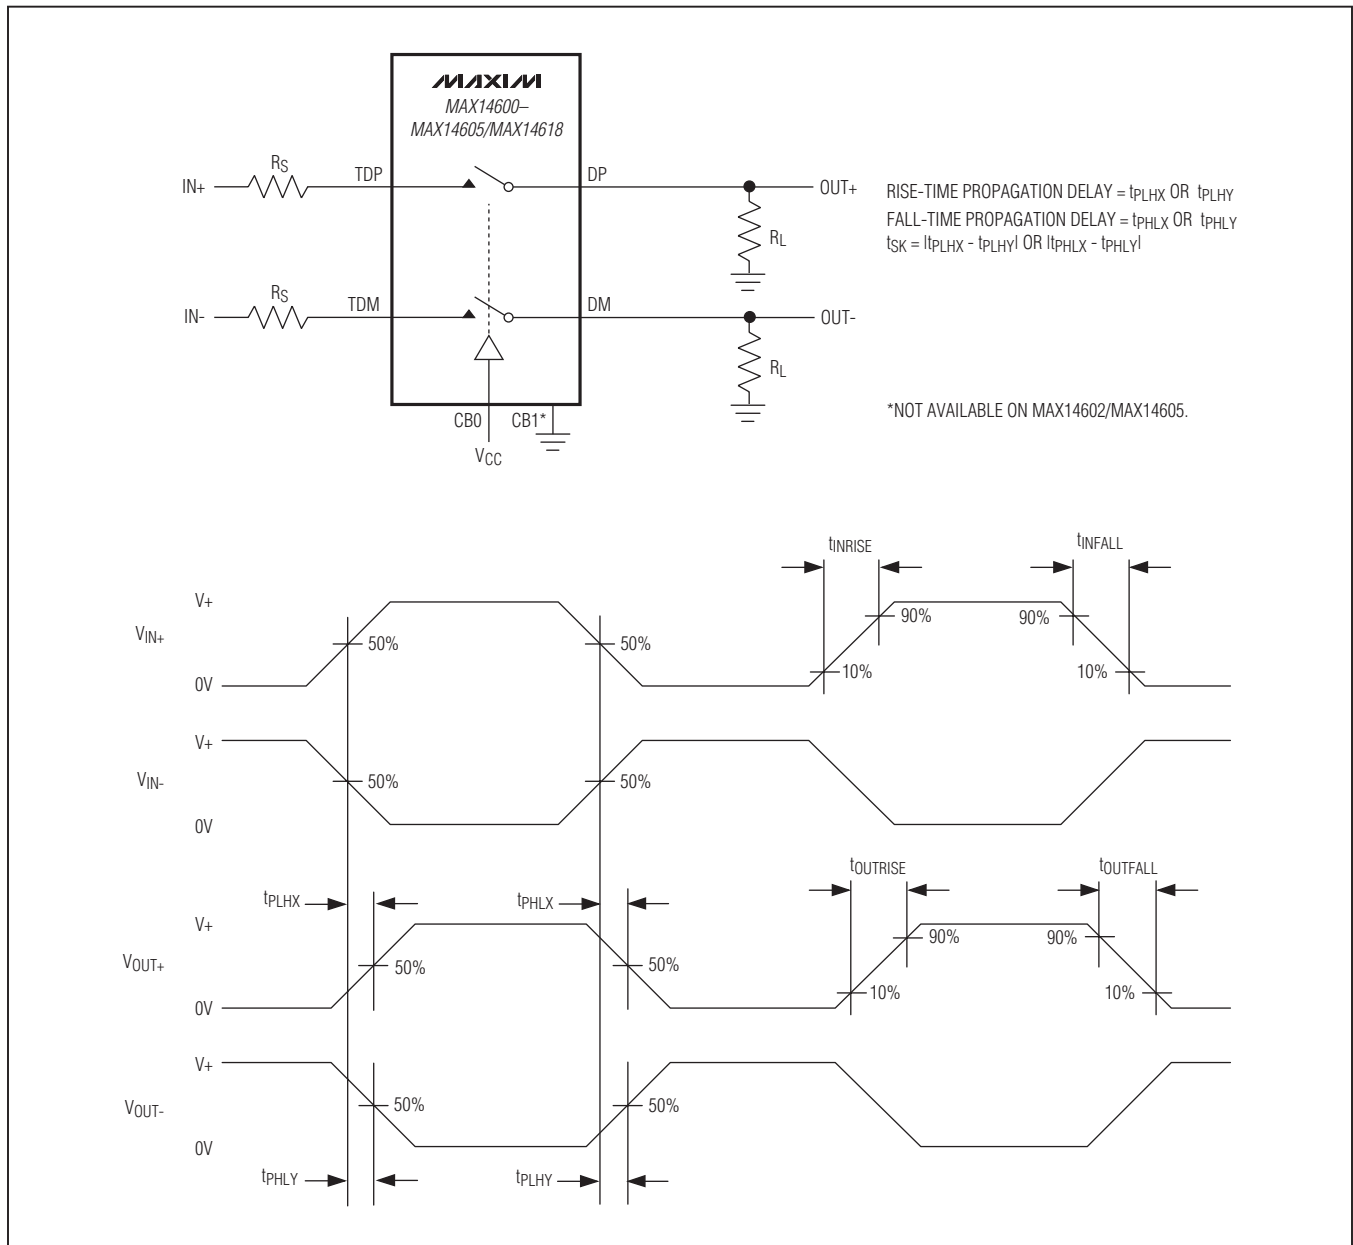 MAXIM
MAX14600–
MAX14605/MAX14618
IN+
RS
TDP
DP
OUT+
RL
IN-
RS
TDM
DM
OUT-
RL
CB0
CB1*
VCC
RISE-TIME PROPAGATION DELAY = tPLHX OR tPLHY
FALL-TIME PROPAGATION DELAY = tPHLX OR tPHLY
tSK = |tPLHX - tPLHY| OR |tPHLX - tPHLY|
*NOT AVAILABLE ON MAX14602/MAX14605.
tINRISE
tINFALL
V+
VIN+
0V
50%
50%
90%
10%
90%
10%
V+
VIN-
0V
50%
50%
tOUTRISE
tOUTFALL
tPLHX
tPHLX
V+
VOUT+
0V
50%
50%
90%
10%
90%
10%
V+
VOUT-
0V
50%
50%
tPHLY
tPLHY